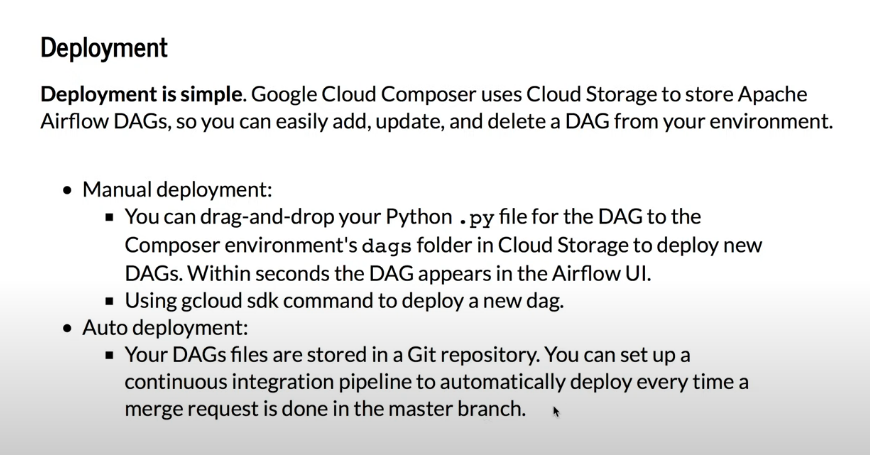 Deployment
Deployment is simple. Google Cloud Composer uses Cloud Storage to store Apache
Airflow DAGs, so you can easily add, update, and delete a DAG from your environment.
• Manual deployment:
▪ You can drag-and-drop your Python .py file for the DAG to the
Composer environment's dags folder in Cloud Storage to deploy new
DAGs. Within seconds the DAG appears in the Airflow UI.
▪ Using gcloud sdk command to deploy a new dag.
• Auto deployment:
▪ Your DAGs files are stored in a Git repository. You can set up a
continuous integration pipeline to automatically deploy every time a
merge request is done in the master branch.